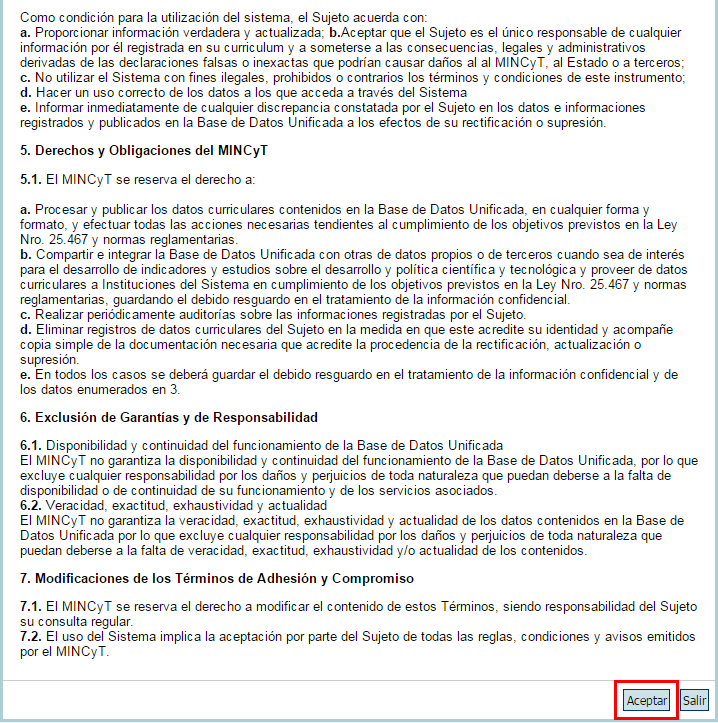 Como condición para la utilización del sistema, el Sujeto acuerda con:
a. Proporcionar información verdadera y actualizada; b.Aceptar que el Sujeto es el único responsable de cualquier
información por él registrada en su curriculum y a someterse a las consecuencias, legales y administrativos
derivadas de las declaraciones falsas o inexactas que podrían causar daños al al MINCyT, al Estado o a terceros;
c. No utilizar el Sistema con fines ilegales, prohibidos o contrarios los términos y condiciones de este instrumento;
d. Hacer un uso correcto de los datos a los que acceda a través del Sistema
e. Informar inmediatamente de cualquier discrepancia constatada por el Sujeto en los datos e informaciones
registrados y publicados en la Base de Datos Unificada a los efectos de su rectificación o supresión.
5. Derechos y Obligaciones del MINCyT
5.1. El MINCyT se reserva el derecho a:
a. Procesar y publicar los datos curriculares contenidos en la Base de Datos Unificada, en cualquier forma y
formato, y efectuar todas las acciones necesarias tendientes al cumplimiento de los objetivos previstos en la Ley
Nro. 25.467 y normas reglamentarias.
b. Compartir e integrar la Base de Datos Unificada con otras de datos propios o de terceros cuando sea de interés
para el desarrollo de indicadores y estudios sobre el desarrollo y política científica y tecnológica y proveer de datos
curriculares a Instituciones del Sistema en cumplimiento de los objetivos previstos en la Ley Nro. 25.467 y normas
reglamentarias, guardando el debido resguardo en el tratamiento de la información confidencial.
c. Realizar periódicamente auditorías sobre las informaciones registradas por el Sujeto.
d. Eliminar registros de datos curriculares del Sujeto en la medida en que este acredite su identidad y acompañe
copia simple de la documentación necesaria que acredite la procedencia de la rectificación, actualización o
supresión.
e. En todos los casos se deberá guardar el debido resguardo en el tratamiento de la información confidencial y de
los datos enumerados en 3.
6. Exclusión de Garantías y de Responsabilidad
6.1. Disponibilidad y continuidad del funcionamiento de la Base de Datos Unificada
El MINCyT no garantiza la disponibilidad y continuidad del funcionamiento de la Base de Datos Unificada, por lo que
excluye cualquier responsabilidad por los daños y perjuicios de toda naturaleza que puedan deberse a la falta de
disponibilidad o de continuidad de su funcionamiento y de los servicios asociados.
6.2. Veracidad, exactitud, exhaustividad y actualidad
El MINCyT no garantiza la veracidad, exactitud, exhaustividad y actualidad de los datos contenidos en la Base de
Datos Unificada por lo que excluye cualquier responsabilidad por los daños y perjuicios de toda naturaleza que
puedan deberse a la falta de veracidad, exactitud, exhaustividad y/o actualidad de los contenidos.
7. Modificaciones de los Términos de Adhesión y Compromiso
7.1. El MINCyT se reserva el derecho a modificar el contenido de estos Términos, siendo responsabilidad del Sujeto
su consulta regular.
7.2. El uso del Sistema implica la aceptación por parte del Sujeto de todas las reglas, condiciones y avisos emitidos
por el MINCyT.
Aceptar Salir